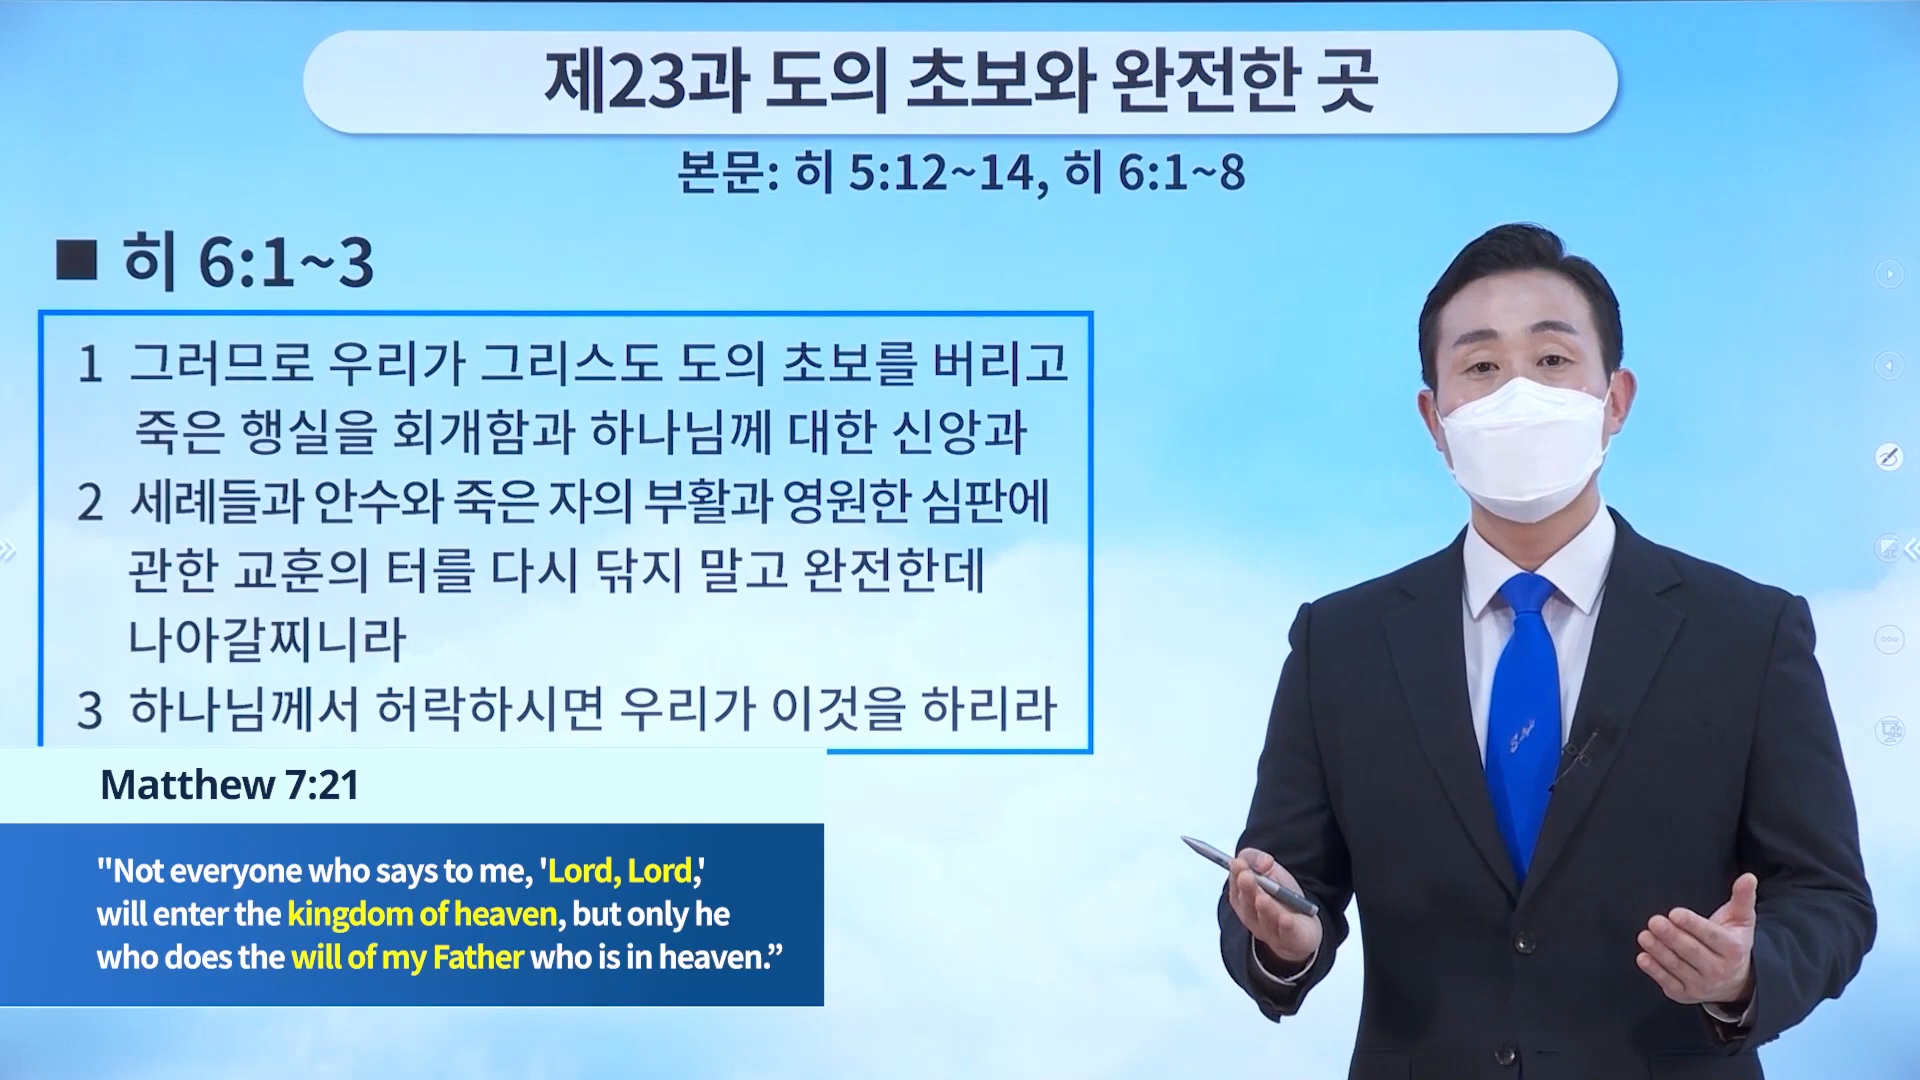 제23과 도의 초보와 완전한 곳
본문: 히 5:12~14, 히 6:1~8
■ 히 6:1~3
1 그러므로 우리가 그리스도 도의 초보를 버리고
죽은 행실을 회개함과 하나님께 대한 신앙과
2 세례들과 안수와 죽은 자의 부활과 영원한 심판에
관한 교훈의 터를 다시 닦지 말고 완전한데
나아갈찌니라
3 하나님께서 허락하시면 우리가 이것을 하리라
Matthew 7:21
"Not everyone who says to me, 'Lord, Lord,'
will enter the kingdom of heaven, but only he
who does the will of my Father who is in heaven.”